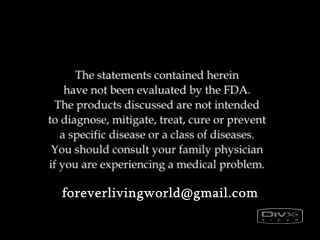 The statements contained herein
have not been evaluated by the FDA.
The products discussed are not intended
to diagnose, mitigate, treat, cure or prevent
a specific disease or a class of diseases.
You should consult your family physician
if you are experiencing a medical problem.
foreverlivingworld@gmail.com
DIVX
VIDEO